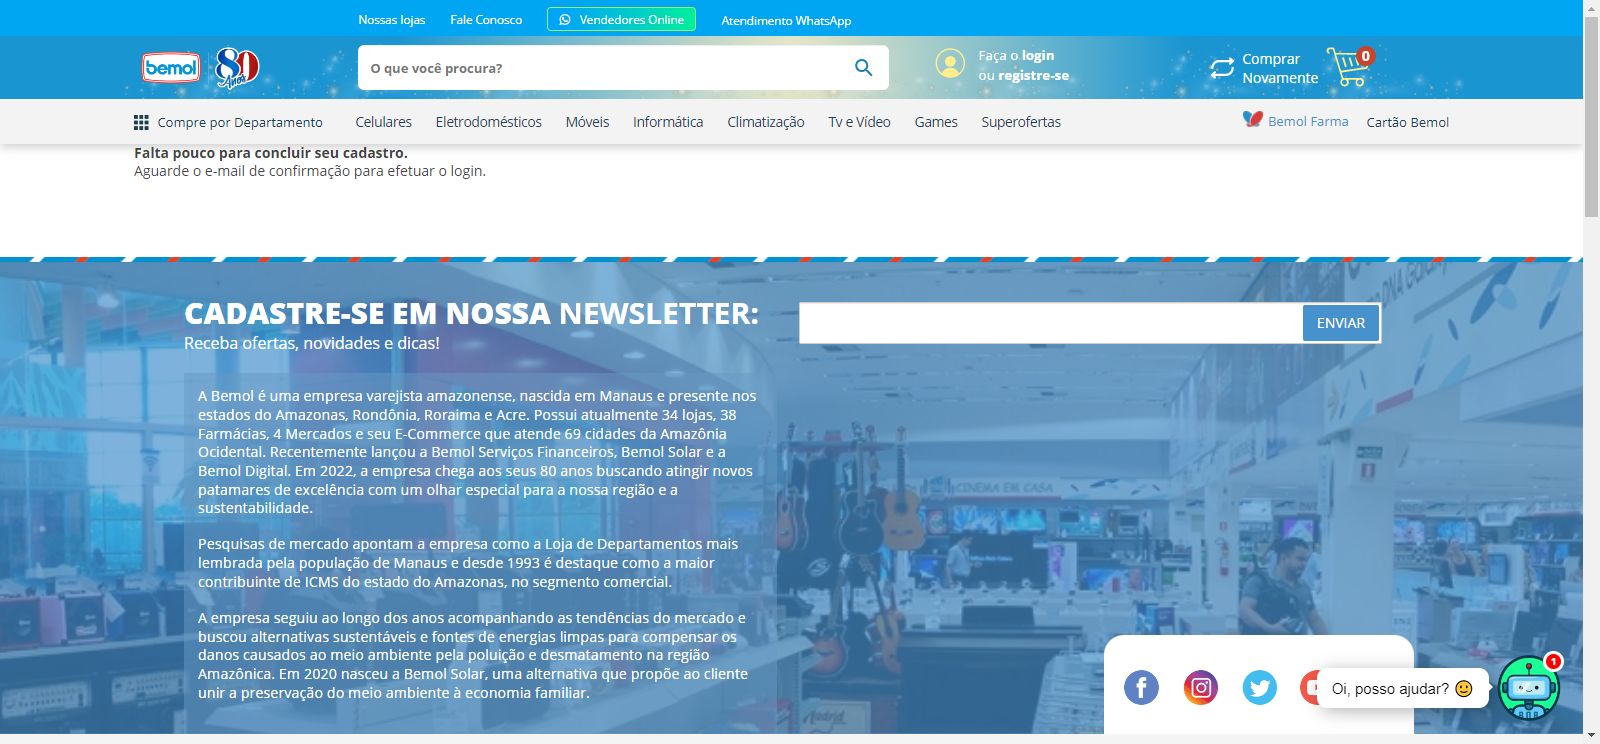 Nossas lojas Fale Conosco Vendedores Online Atendimento WhatsApp
bemol 80 Anos
O que você procura?
Faça o login
ou registre-se
Comprar
Novamente
0
Compre por Departamento Celulares Eletrodomésticos Móveis Informática Climatização Tv e Vídeo Games Superofertas Bemol Farma Cartão Bemol
Falta pouco para concluir seu cadastro.
Aguarde o e-mail de confirmação para efetuar o login.
CADASTRE-SE EM NOSSA NEWSLETTER:
Receba ofertas, novidades e dicas!
ENVIAR
A Bemol é uma empresa varejista amazonense, nascida em Manaus e presente nos
estados do Amazonas, Rondônia, Roraima e Acre. Possui atualmente 34 lojas, 38
Farmácias, 4 Mercados e seu E-Commerce que atende 69 cidades da Amazônia
Ocidental. Recentemente lançou a Bemol Serviços Financeiros, Bemol Solar e a
Bemol Digital. Em 2022, a empresa chega aos seus 80 anos buscando atingir novos
patamares de excelência com um olhar especial para a nossa região e a
sustentabilidade.
Pesquisas de mercado apontam a empresa como a Loja de Departamentos mais
lembrada pela população de Manaus e desde 1993 é destaque como a maior
contribuinte de ICMS do estado do Amazonas, no segmento comercial.
A empresa seguiu ao longo dos anos acompanhando as tendências do mercado e
buscou alternativas sustentáveis e fontes de energias limpas para compensar os
danos causados ao meio ambiente pela poluição e desmatamento na região
Amazônica. Em 2020 nasceu a Bemol Solar, uma alternativa que propõe ao cliente
unir a preservação do meio ambiente à economia familiar.
CINEMA EM CASA
Oi, posso ajudar?
1